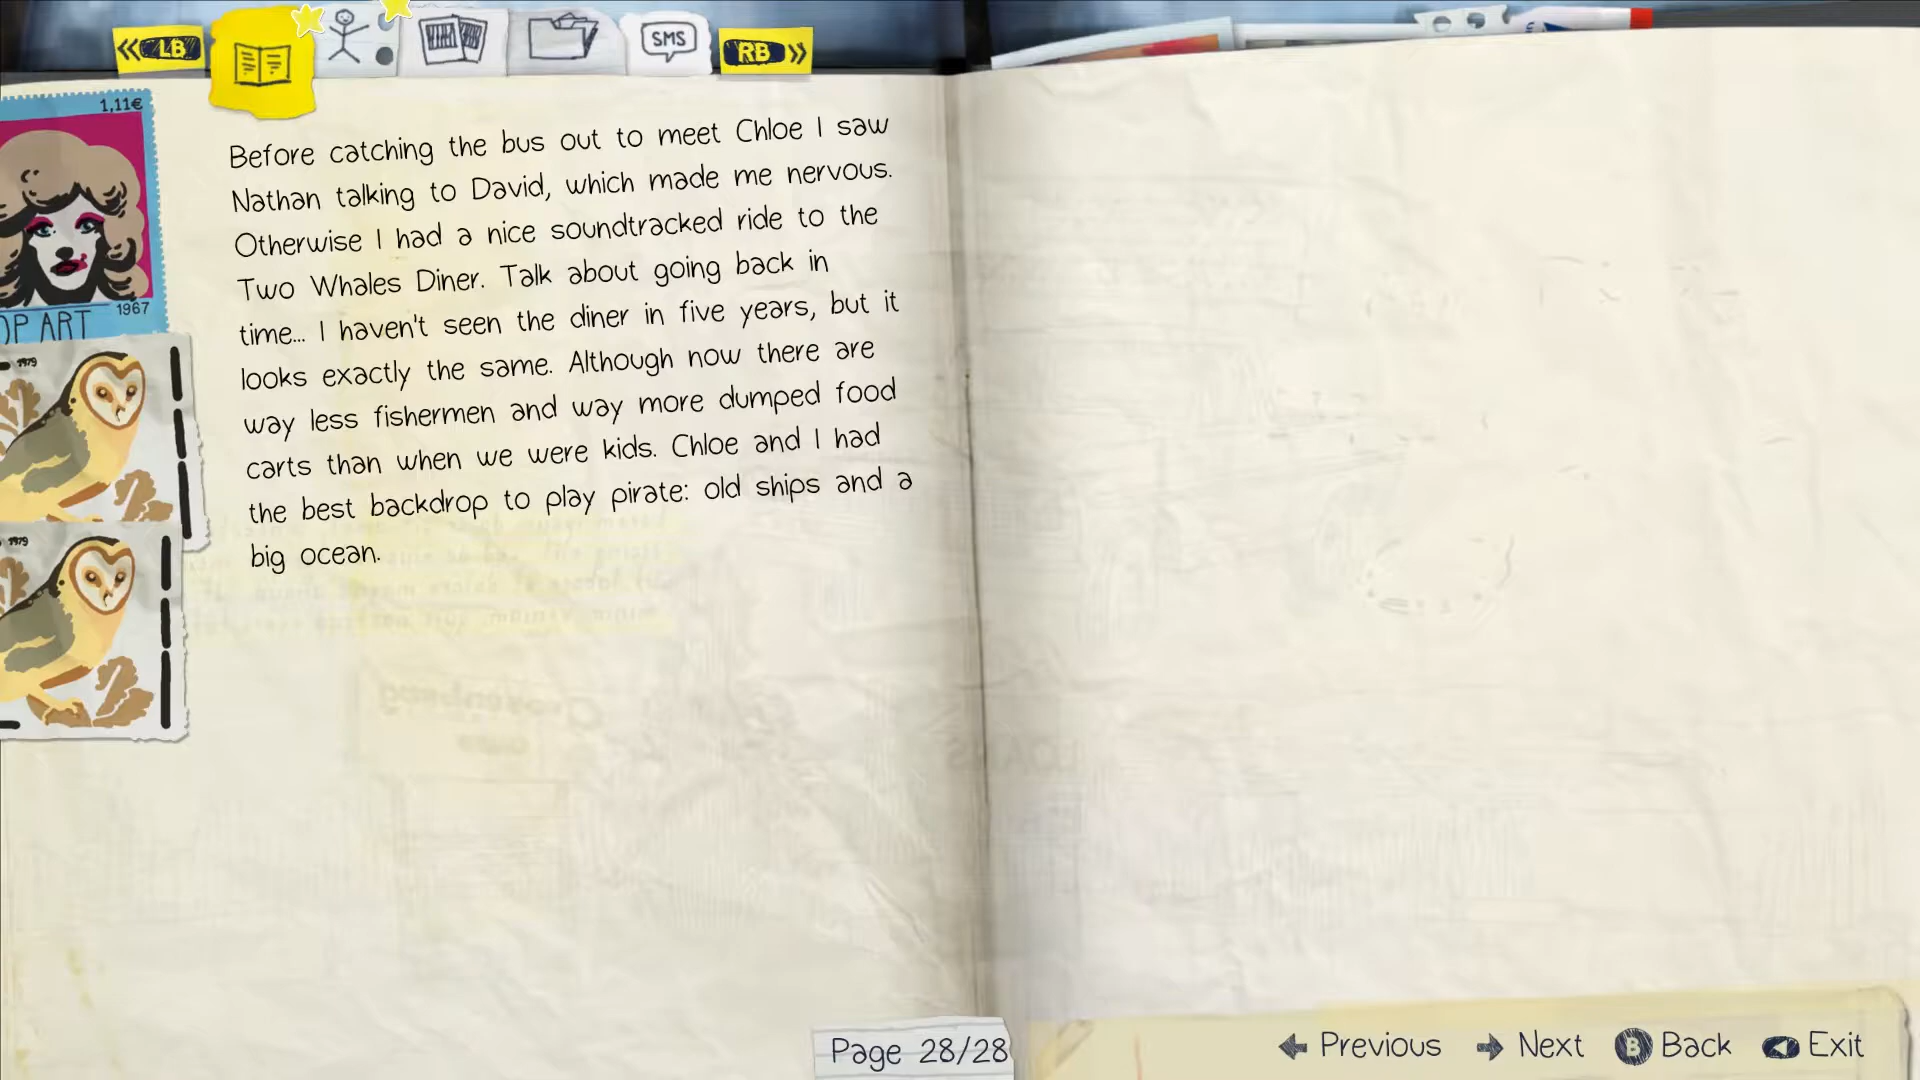 LB
SMS
RB
1,11€
1967
OP ART
1979
1979
Before catching the bus out to meet Chloe I saw
Nathan talking to David, which made me nervous.
Otherwise I had a nice soundtracked ride to the
Two Whales Diner. Talk about going back in
time... I haven't seen the diner in five years, but it
looks exactly the same. Although now there are
way less fishermen and way more dumped food
carts than when we were kids. Chloe and I had
the best backdrop to play pirate: old ships and a
big ocean.
Page 28/28
Previous
Next
B Back
Exit